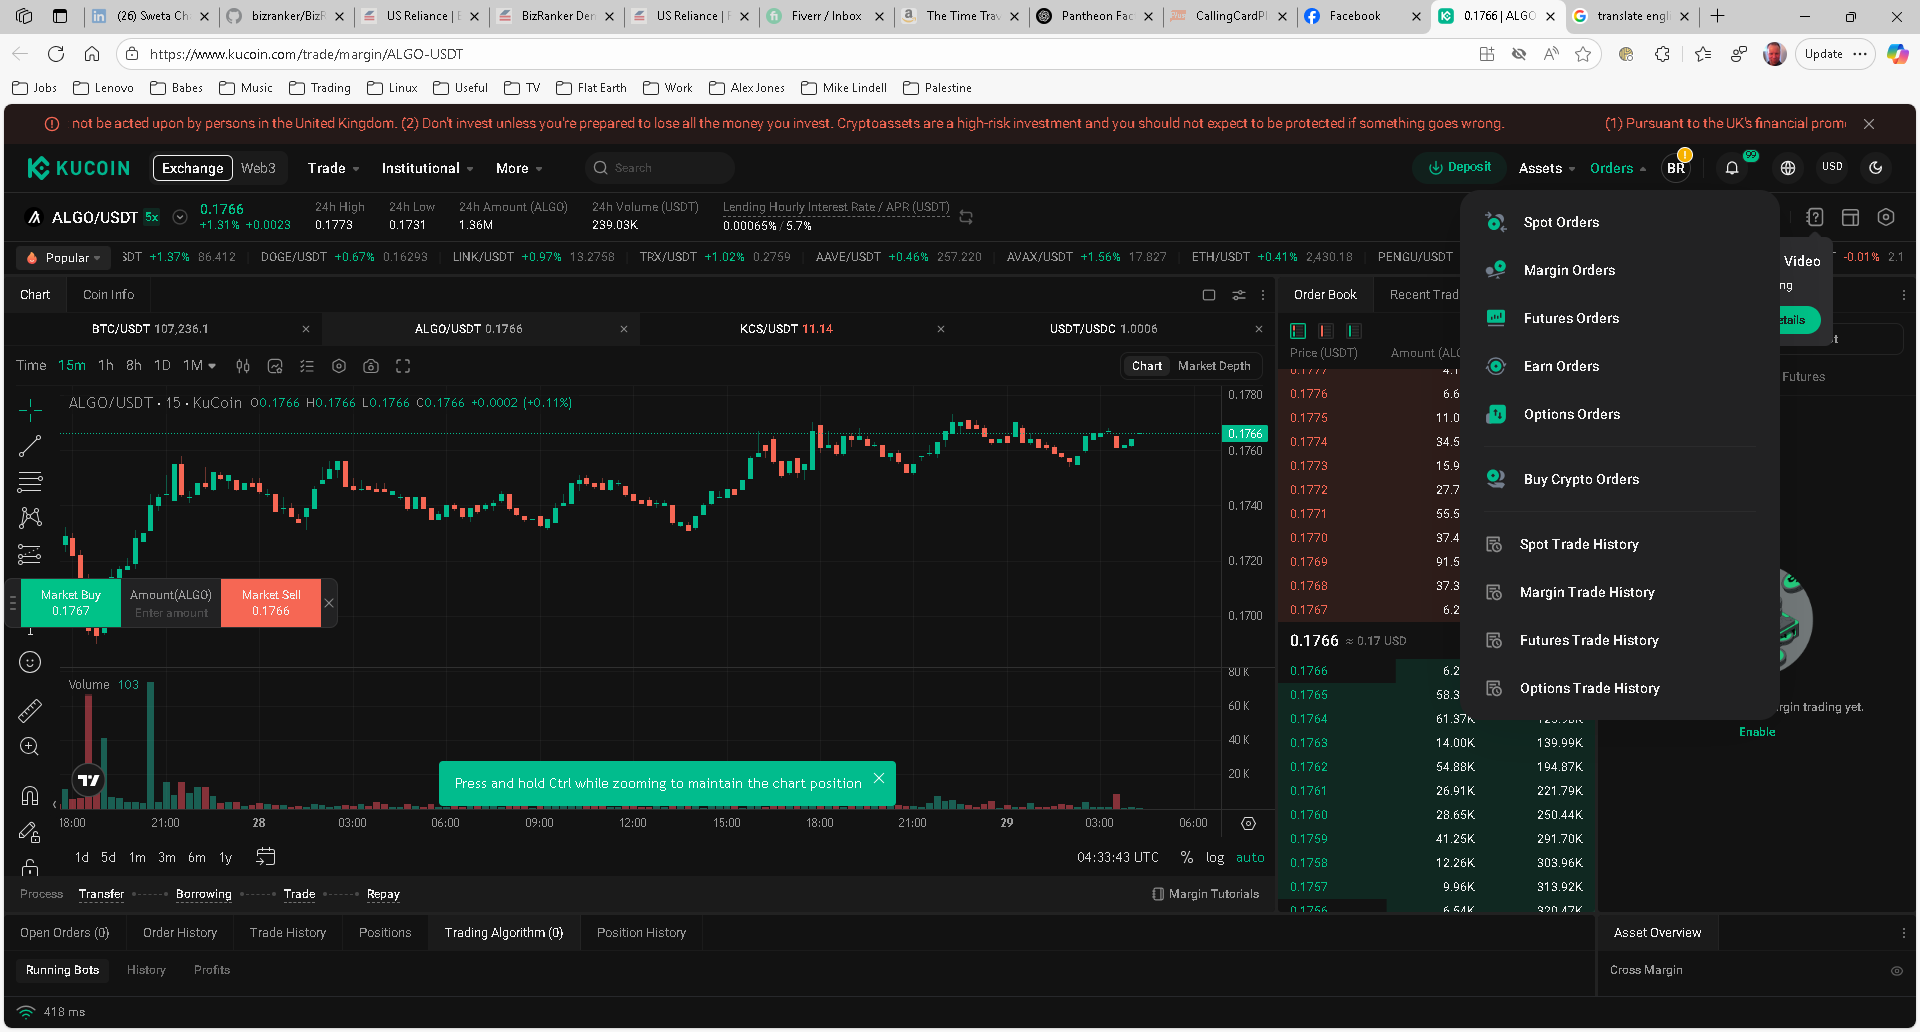 (26) Sweta Ch
bizranker/BizR
US Reliance | E
BizRanker Den
US Reliance | F
Fiverr / Inbox
The Time Trav
Pantheon Fac
CallingCardPl
Facebook
0.1766 | ALGO
translate engli
https://www.kucoin.com/trade/margin/ALGO-USDT
Update
Jobs Lenovo Babes Music Trading Linux Useful TV Flat Earth Work Alex Jones Mike Lindell Palestine
not be acted upon by persons in the United Kingdom. (2) Don't invest unless you're prepared to lose all the money you invest. Cryptoassets are a high-risk investment and you should not expect to be protected if something goes wrong. (1) Pursuant to the UK's financial prom
KUCOIN Exchange Web3 Trade Institutional More Search Deposit Assets Orders BR 99 USD
ALGO/USDT 5x
0.1766
+1.31% +0.0023
24h High
0.1773
24h Low
0.1731
24h Amount (ALGO)
1.36M
24h Volume (USDT)
239.03K
Lending Hourly Interest Rate / APR (USDT)
0.00065% / 5.7%
Popular SDT +1.37% 86.412 DOGE/USDT +0.67% 0.16293 LINK/USDT +0.97% 13.2758 TRX/USDT +1.02% 0.2759 AAVE/USDT +0.46% 257.220 AVAX/USDT +1.56% 17.827 ETH/USDT +0.41% 2,430.18 PENGU/USDT T -0.01% 2.1
Chart Coin Info
BTC/USDT 107,236.1 ALGO/USDT 0.1766 KCS/USDT 11.14 USDT/USDC 1.0006
Time 15m 1h 8h 1D 1M
Chart Market Depth
ALGO/USDT · 15 · KuCoin O0.1766 H0.1766 L0.1766 C0.1766 +0.0002 (+0.11%)
0.1780
0.1766
0.1760
0.1740
0.1720
0.1700
Market Buy
0.1767
Amount(ALGO)
Enter amount
Market Sell
0.1766
Volume 103
80K
60K
40K
20K
Press and hold Ctrl while zooming to maintain the chart position
18:00 21:00 28 03:00 06:00 09:00 12:00 15:00 18:00 21:00 29 03:00 06:00
1d 5d 1m 3m 6m 1y
04:33:43 UTC % log auto
Process Transfer Borrowing Trade Repay
Margin Tutorials
Order Book Recent Trad
Price (USDT) Amount (ALG
0.1777 4.1
0.1776 6.6
0.1775 11.0
0.1774 34.5
0.1773 15.9
0.1772 27.7
0.1771 55.5
0.1770 37.4
0.1769 91.5
0.1768 37.3
0.1767 6.2
0.1766 ≈ 0.17 USD
0.1766 6.2
0.1765 58.3
0.1764 61.37K 125.98K
0.1763 14.00K 139.99K
0.1762 54.88K 194.87K
0.1761 26.91K 221.79K
0.1760 28.65K 250.44K
0.1759 41.25K 291.70K
0.1758 12.26K 303.96K
0.1757 9.96K 313.92K
0.1756 6.54K 320.47K
Spot Orders
Margin Orders
Futures Orders
Earn Orders
Options Orders
Buy Crypto Orders
Spot Trade History
Margin Trade History
Futures Trade History
Options Trade History
Video
ng
etails
t
Futures
rgin trading yet.
Enable
Open Orders (0) Order History Trade History Positions Trading Algorithm (0) Position History
Running Bots History Profits
Asset Overview
Cross Margin
418 ms